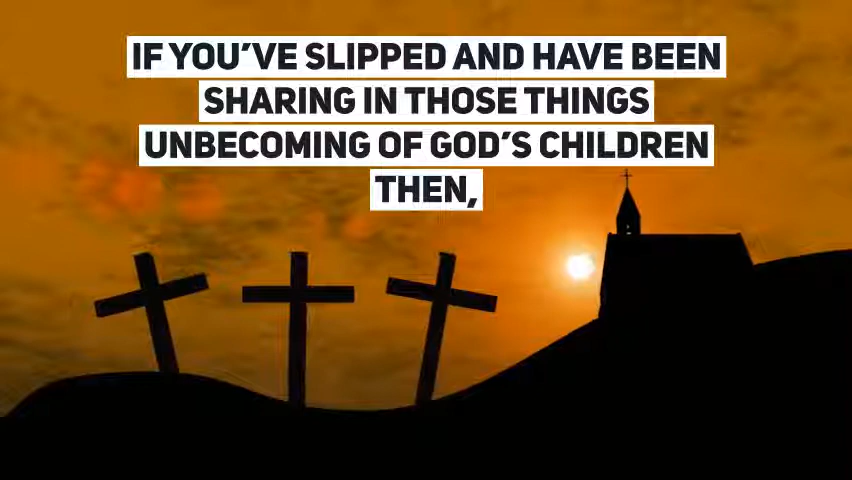 IF YOU’VE SLIPPED AND HAVE BEEN
SHARING IN THOSE THINGS
UNBECOMING OF GOD’S CHILDREN
THEN,